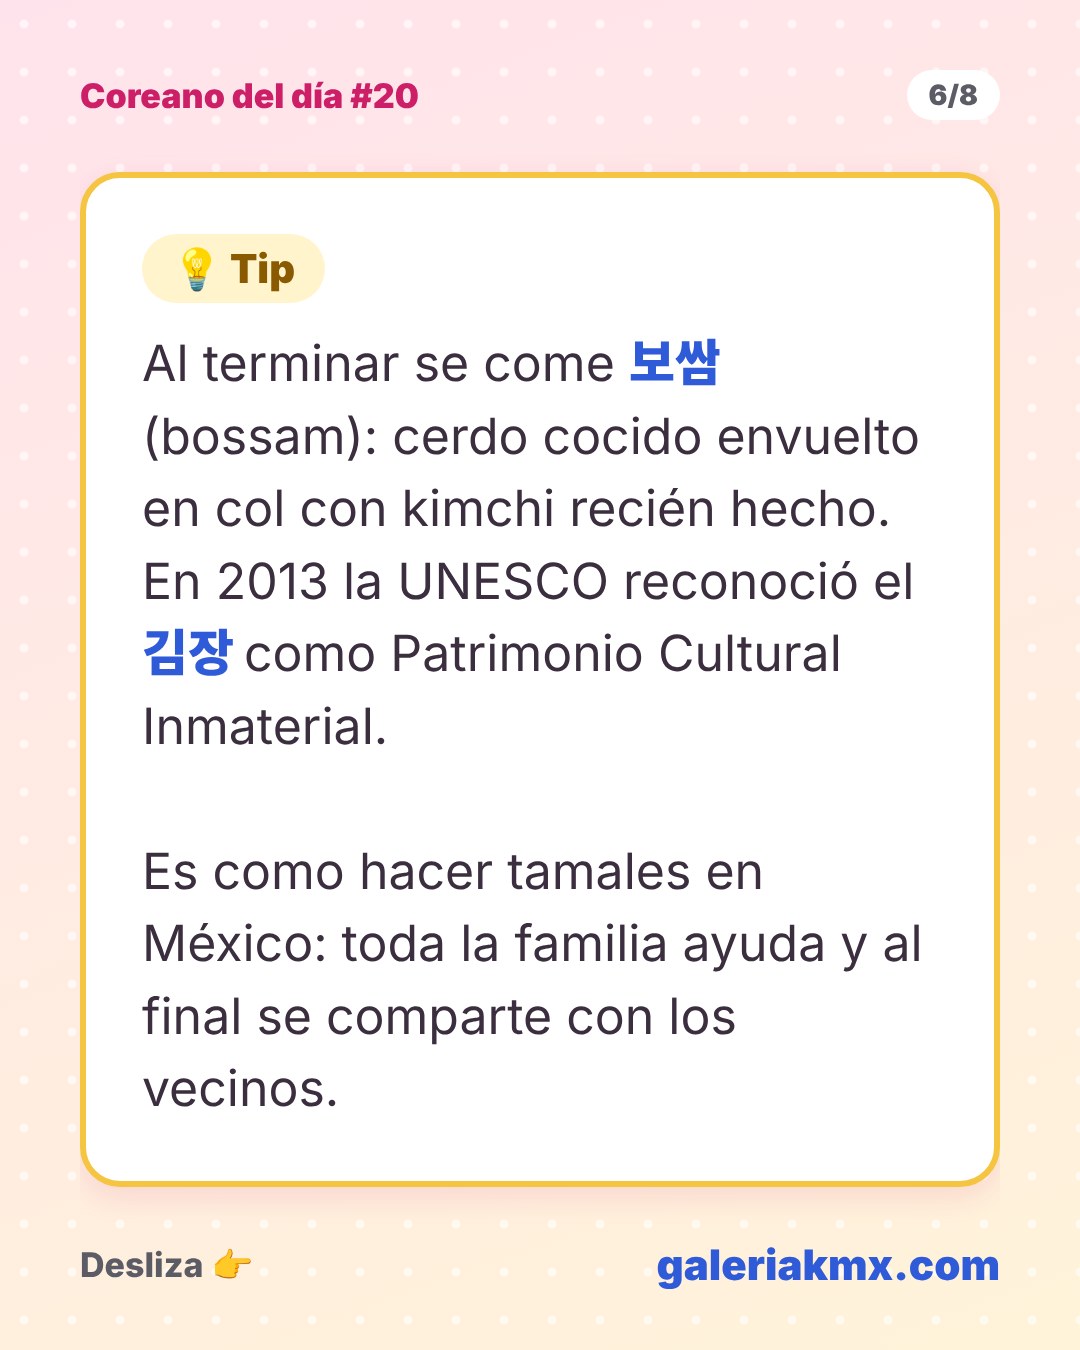 Coreano del día #20
6/8
💡 Tip
Al terminar se come 보쌈
(bossam): cerdo cocido envuelto
en col con kimchi recién hecho.
En 2013 la UNESCO reconoció el
김장 como Patrimonio Cultural
Inmaterial.
Es como hacer tamales en
México: toda la familia ayuda y al
final se comparte con los
vecinos.
Desliza 👉
galeriakmx.com